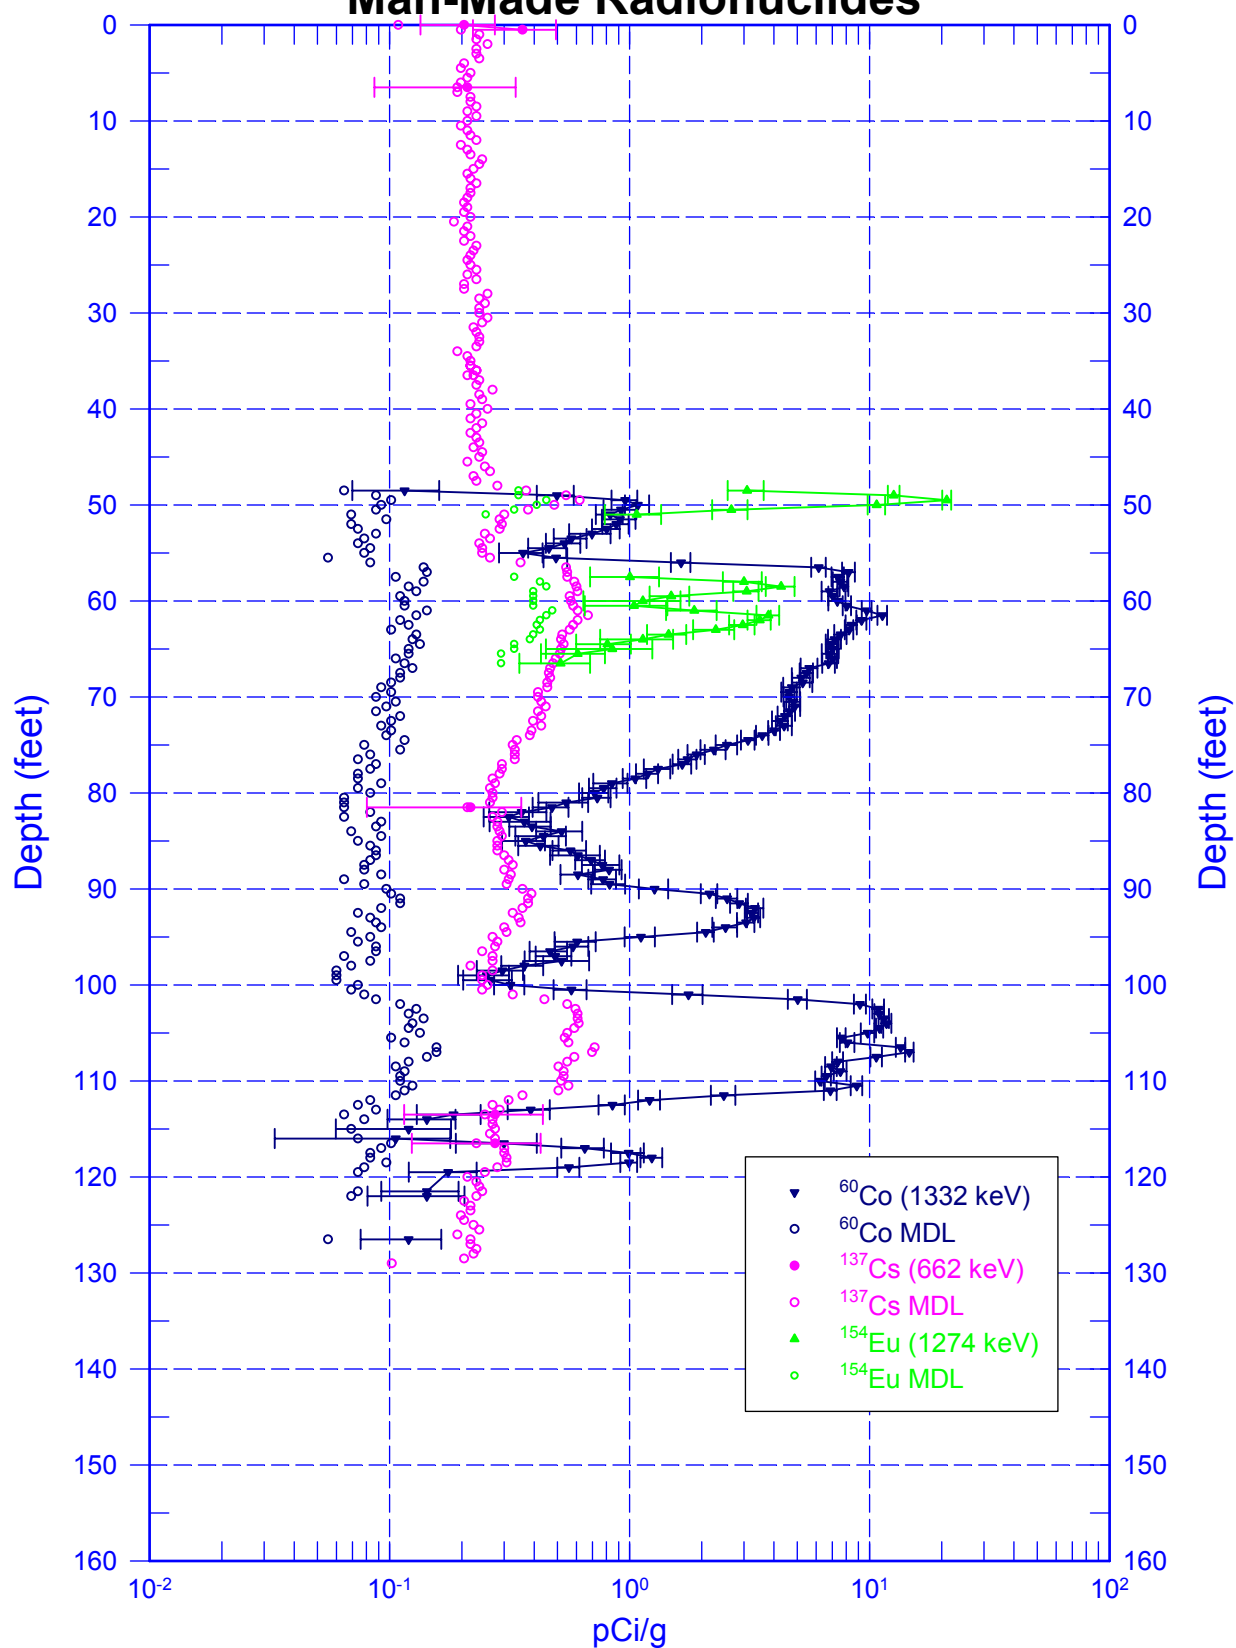 Man-Made Radionuclides
0 0
10 10
20 20
30 30
40 40
50 50
60 60
70 70
80 80
90 90
100 100
110 110
120 120
130 130
140 140
150 150
160 160
Depth (feet)
Depth (feet)
60Co (1332 keV)
60Co MDL
137Cs (662 keV)
137Cs MDL
154Eu (1274 keV)
154Eu MDL
10-2 10-1 100 101 102
pCi/g